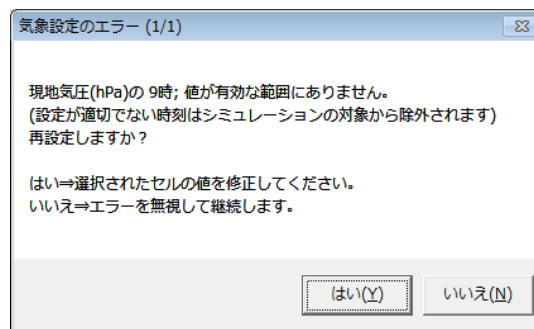 気象設定のエラー (1/1)
現地気圧(hPa)の 9時; 値が有効な範囲にありません。
(設定が適切でない時刻はシミュレーションの対象から除外されます)
再設定しますか？
はい⇒選択されたセルの値を修正してください。
いいえ⇒エラーを無視して継続します。
はい(Y) いいえ(N)